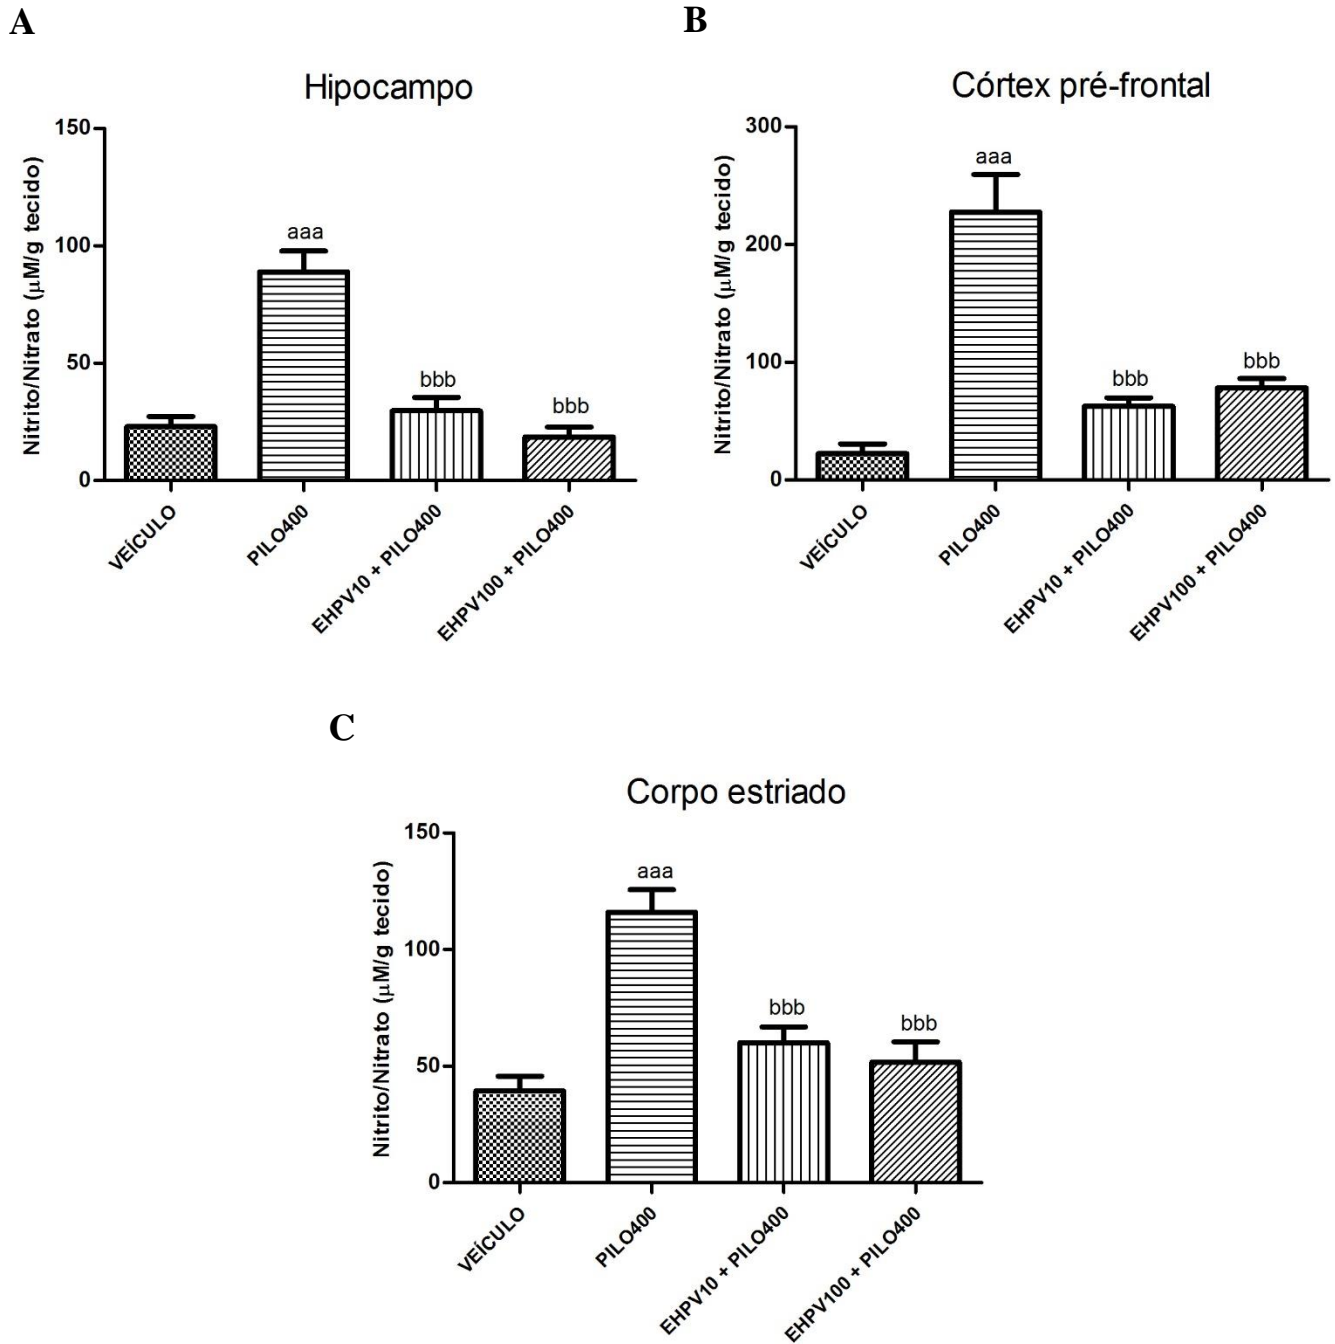 A
Hipocampo
Nitrito/Nitrato (μM/g tecido)
150
100
50
0
aaa
bbb
bbb
VEÍCULO
PILO400
EHPV10 + PILO400
EHPV100 + PILO400
B
Córtex pré-frontal
Nitrito/Nitrato (μM/g tecido)
300
200
100
0
aaa
bbb
bbb
VEÍCULO
PILO400
EHPV10 + PILO400
EHPV100 + PILO400
C
Corpo estriado
Nitrito/Nitrato (μM/g tecido)
150
100
50
0
aaa
bbb
bbb
VEÍCULO
PILO400
EHPV10 + PILO400
EHPV100 + PILO400